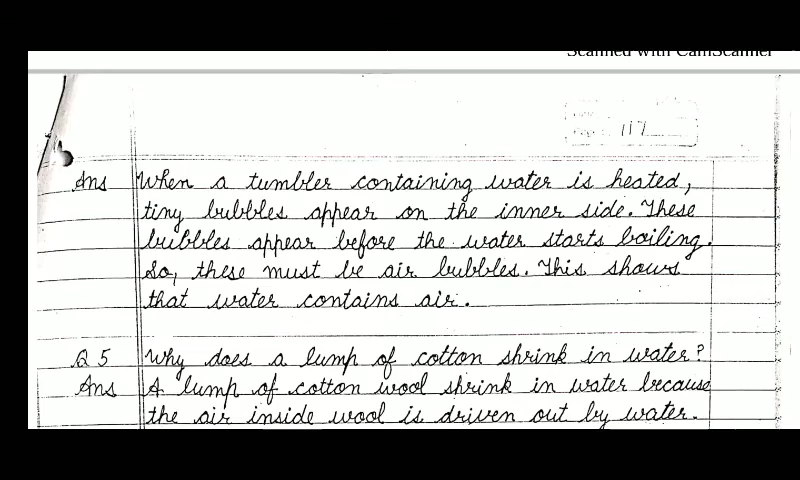 Scanned with CamScanner
117
Ans When a tumbler containing water is heated,
tiny bubbles appear on the inner side. These
bubbles appear before the water starts boiling.
So, these must be air bubbles. This shows
that water contains air.
Q 5 Why does a lump of cotton shrink in water?
Ans A lump of cotton wool shrink in water because
the air inside wool is driven out by water.